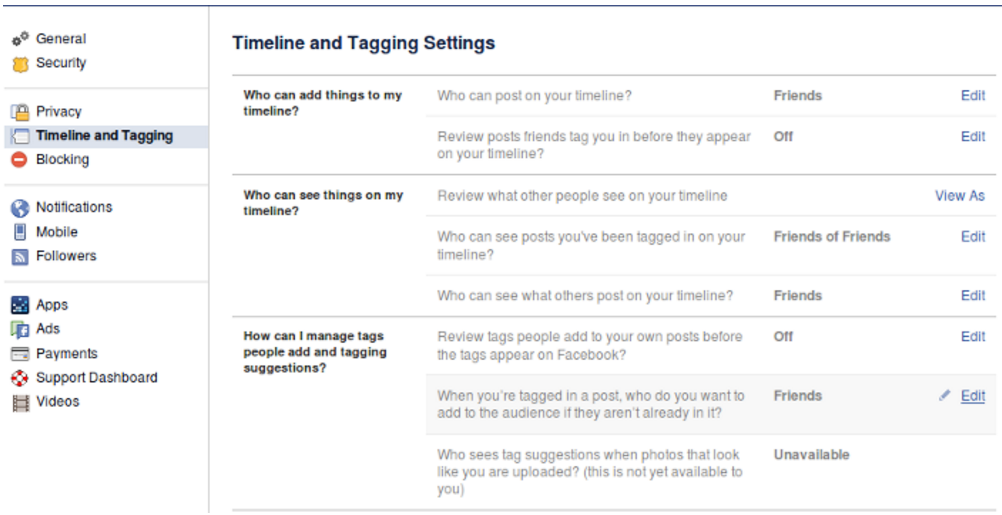 General
Security
Privacy
Timeline and Tagging
Blocking
Notifications
Mobile
Followers
Apps
Ads
Payments
Support Dashboard
Videos
Timeline and Tagging Settings
Who can add things to my
timeline?
Who can post on your timeline?
Friends
Edit
Review posts friends tag you in before they appear
on your timeline?
Off
Edit
Who can see things on my
timeline?
Review what other people see on your timeline
View As
Who can see posts you've been tagged in on your
timeline?
Friends of Friends
Edit
Who can see what others post on your timeline?
Friends
Edit
How can I manage tags
people add and tagging
suggestions?
Review tags people add to your own posts before
the tags appear on Facebook?
Off
Edit
When you're tagged in a post, who do you want to
add to the audience if they aren't already in it?
Friends
Edit
Who sees tag suggestions when photos that look
like you are uploaded? (this is not yet available to
you)
Unavailable